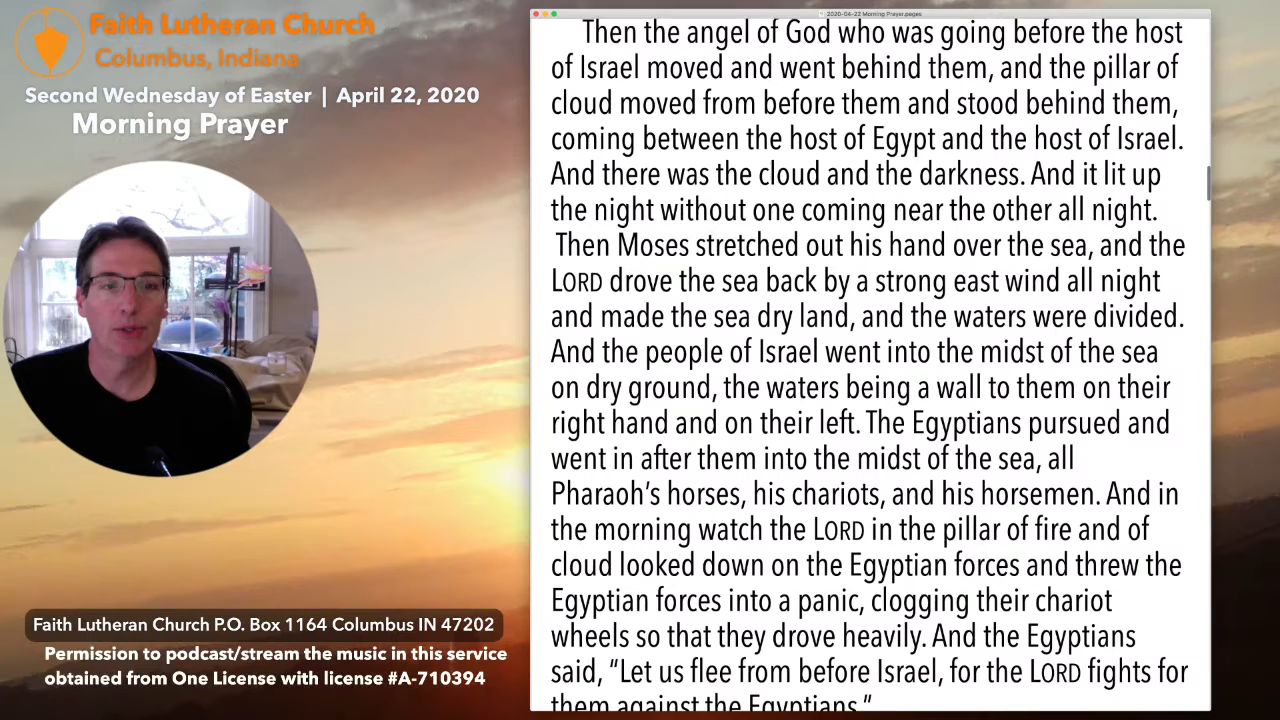 Faith Lutheran Church
Columbus, Indiana
Second Wednesday of Easter | April 22, 2020
Morning Prayer
Faith Lutheran Church P.O. Box 1164 Columbus IN 47202
Permission to podcast/stream the music in this service
obtained from One License with license #A-710394
2020-04-22 Morning Prayer.pages
Then the angel of God who was going before the host
of Israel moved and went behind them, and the pillar of
cloud moved from before them and stood behind them,
coming between the host of Egypt and the host of Israel.
And there was the cloud and the darkness. And it lit up
the night without one coming near the other all night.
Then Moses stretched out his hand over the sea, and the
LORD drove the sea back by a strong east wind all night
and made the sea dry land, and the waters were divided.
And the people of Israel went into the midst of the sea
on dry ground, the waters being a wall to them on their
right hand and on their left. The Egyptians pursued and
went in after them into the midst of the sea, all
Pharaoh’s horses, his chariots, and his horsemen. And in
the morning watch the LORD in the pillar of fire and of
cloud looked down on the Egyptian forces and threw the
Egyptian forces into a panic, clogging their chariot
wheels so that they drove heavily. And the Egyptians
said, “Let us flee from before Israel, for the LORD fights for
them against the Egyptians.”